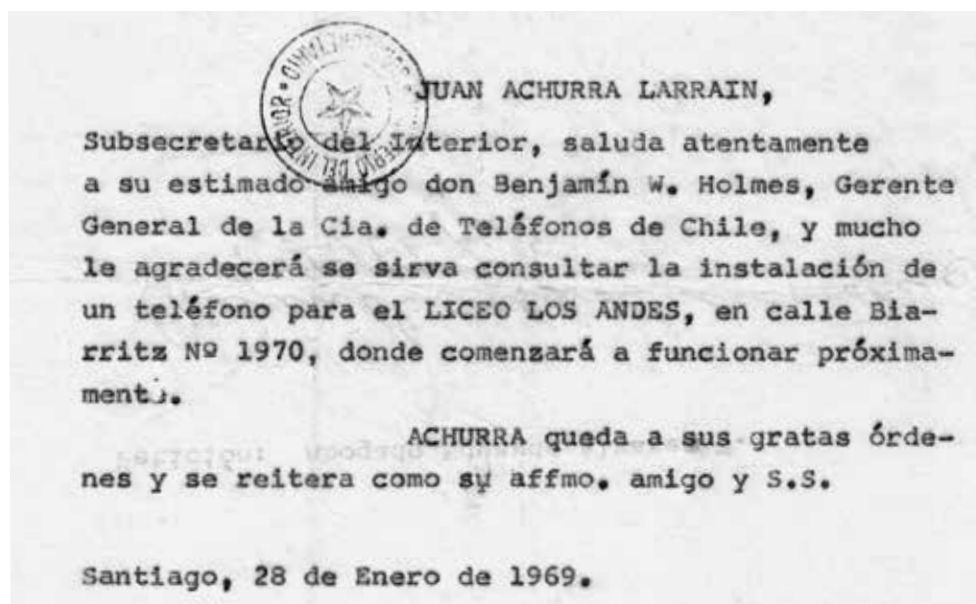 JUAN ACHURRA LARRAIN,
Subsecretario del Interior, saluda atentamente
a su estimado amigo don Benjamín W. Holmes, Gerente
General de la Cia. de Teléfonos de Chile, y mucho
le agradecerá se sirva consultar la instalación de
un teléfono para el LICEO LOS ANDES, en calle Bia-
rritz Nº 1970, donde comenzará a funcionar próxima-
mente.
ACHURRA queda a sus gratas órde-
nes y se reitera como su affmo. amigo y S.S.
Santiago, 28 de Enero de 1969.